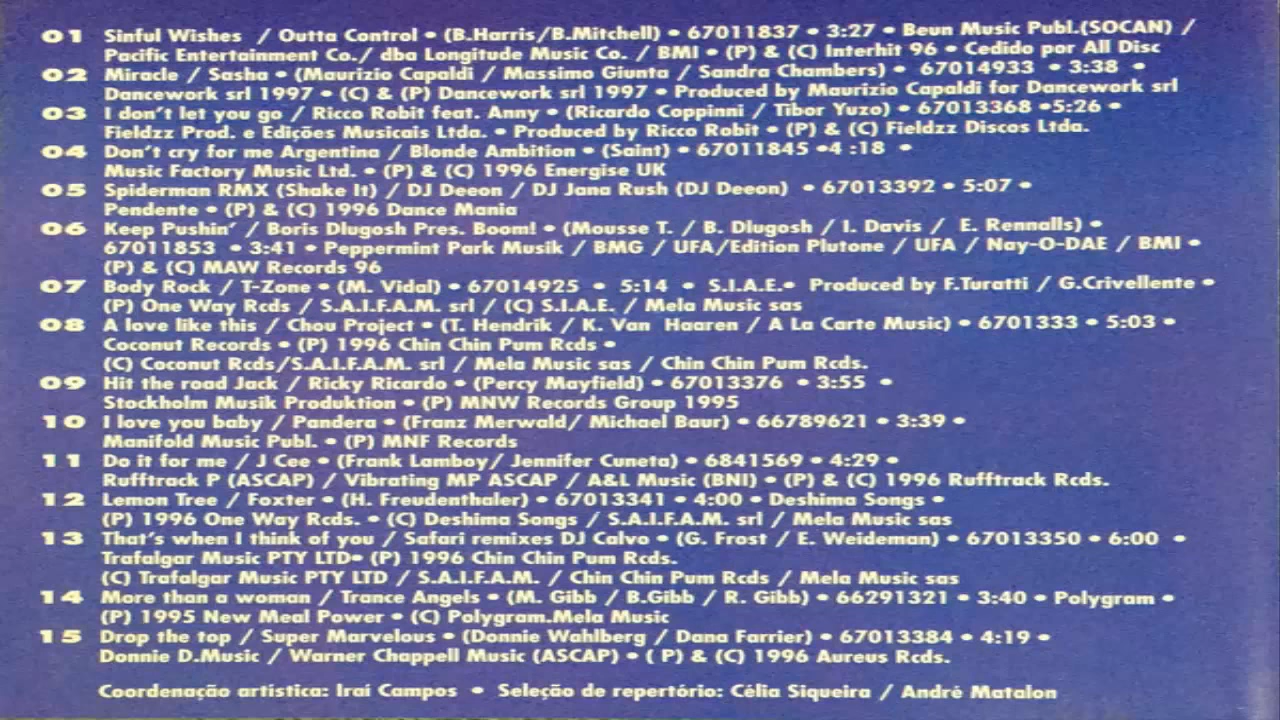 01 Sinful Wishes / Outta Control • (B.Harris/B.Mitchell) • 67011837 • 3:27 • Beun Music Publ.(SOCAN) /
Pacific Entertainment Co./ dba Longitude Music Co. / BMI • (P) & (C) Interhit 96 • Cedido por All Disc
02 Miracle / Sasha • (Maurizio Capaldi / Massimo Giunta / Sandra Chambers) • 67014933 • 3:38 •
Dancework srl 1997 • (C) & (P) Dancework srl 1997 • Produced by Maurizio Capaldi for Dancework srl
03 I don't let you go / Ricco Robit feat. Anny • (Ricardo Coppinni / Tibor Yuzo) • 67013368 •5:26 •
Fieldzz Prod. e Edições Musicais Ltda. • Produced by Ricco Robit • (P) & (C) Fieldzz Discos Ltda.
04 Don't cry for me Argentina / Blonde Ambition • (Saint) • 67011845 •4 :18 •
Music Factory Music Ltd. • (P) & (C) 1996 Energise UK
05 Spiderman RMX (Shake It) / DJ Deeon / DJ Jana Rush (DJ Deeon) • 67013392 • 5:07 •
Pendente • (P) & (C) 1996 Dance Mania
06 Keep Pushin' / Boris Dlugosh Pres. Boom! • (Mousse T. / B. Dlugosh / I. Davis / E. Rennalls) •
67011853 • 3:41 • Peppermint Park Musik / BMG / UFA/Edition Plutone / UFA / Nay-O-DAE / BMI •
(P) & (C) MAW Records 96
07 Body Rock / T-Zone • (M. Vidal) • 67014925 • 5:14 • S.I.A.E.• Produced by F.Turatti / G.Crivellente •
(P) One Way Rcds / S.A.I.F.A.M. srl / (C) S.I.A.E. / Mela Music sas
08 A love like this / Chou Project • (T. Hendrik / K. Van Haaren / A La Carte Music) • 6701333 • 5:03 •
Coconut Records • (P) 1996 Chin Chin Pum Rcds •
(C) Coconut Rcds/S.A.I.F.A.M. srl / Mela Music sas / Chin Chin Pum Rcds.
09 Hit the road Jack / Ricky Ricardo • (Percy Mayfield) • 67013376 • 3:55 •
Stockholm Musik Produktion • (P) MNW Records Group 1995
10 I love you baby / Pandera • (Franz Merwald/ Michael Baur) • 66789621 • 3:39 •
Manifold Music Publ. • (P) MNF Records
11 Do it for me / J Cee • (Frank Lamboy/ Jennifer Cuneta) • 6841569 • 4:29 •
Rufftrack P (ASCAP) / Vibrating MP ASCAP / A&L Music (BNI) • (P) & (C) 1996 Rufftrack Rcds.
12 Lemon Tree / Foxter • (H. Freudenthaler) • 67013341 • 4:00 • Deshima Songs •
(P) 1996 One Way Rcds. • (C) Deshima Songs / S.A.I.F.A.M. srl / Mela Music sas
13 That's when I think of you / Safari remixes DJ Calvo • (G. Frost / E. Weideman) • 67013350 • 6:00 •
Trafalgar Music PTY LTD• (P) 1996 Chin Chin Pum Rcds.
(C) Trafalgar Music PTY LTD / S.A.I.F.A.M. / Chin Chin Pum Rcds / Mela Music sas
14 More than a woman / Trance Angels • (M. Gibb / B.Gibb / R. Gibb) • 66291321 • 3:40 • Polygram •
(P) 1995 New Meal Power • (C) Polygram.Mela Music
15 Drop the top / Super Marvelous • (Donnie Wahlberg / Dana Farrier) • 67013384 • 4:19 •
Donnie D.Music / Warner Chappell Music (ASCAP) • ( P) & (C) 1996 Aureus Rcds.
Coordenação artística: Iraí Campos • Seleção de repertório: Célia Siqueira / André Matalon